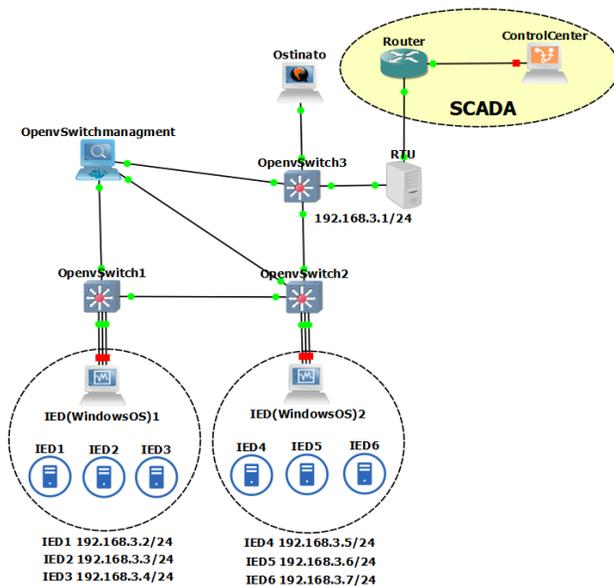 Router
ControlCenter
Ostinato
SCADA
OpenvSwitchmanagment
OpenvSwitch3
RTU
192.168.3.1/24
OpenvSwitch1
OpenvSwitch2
IED(WindowsOS)1
IED(WindowsOS)2
IED1
IED2
IED3
IED4
IED5
IED6
IED1 192.168.3.2/24
IED2 192.168.3.3/24
IED3 192.168.3.4/24
IED4 192.168.3.5/24
IED5 192.168.3.6/24
IED6 192.168.3.7/24